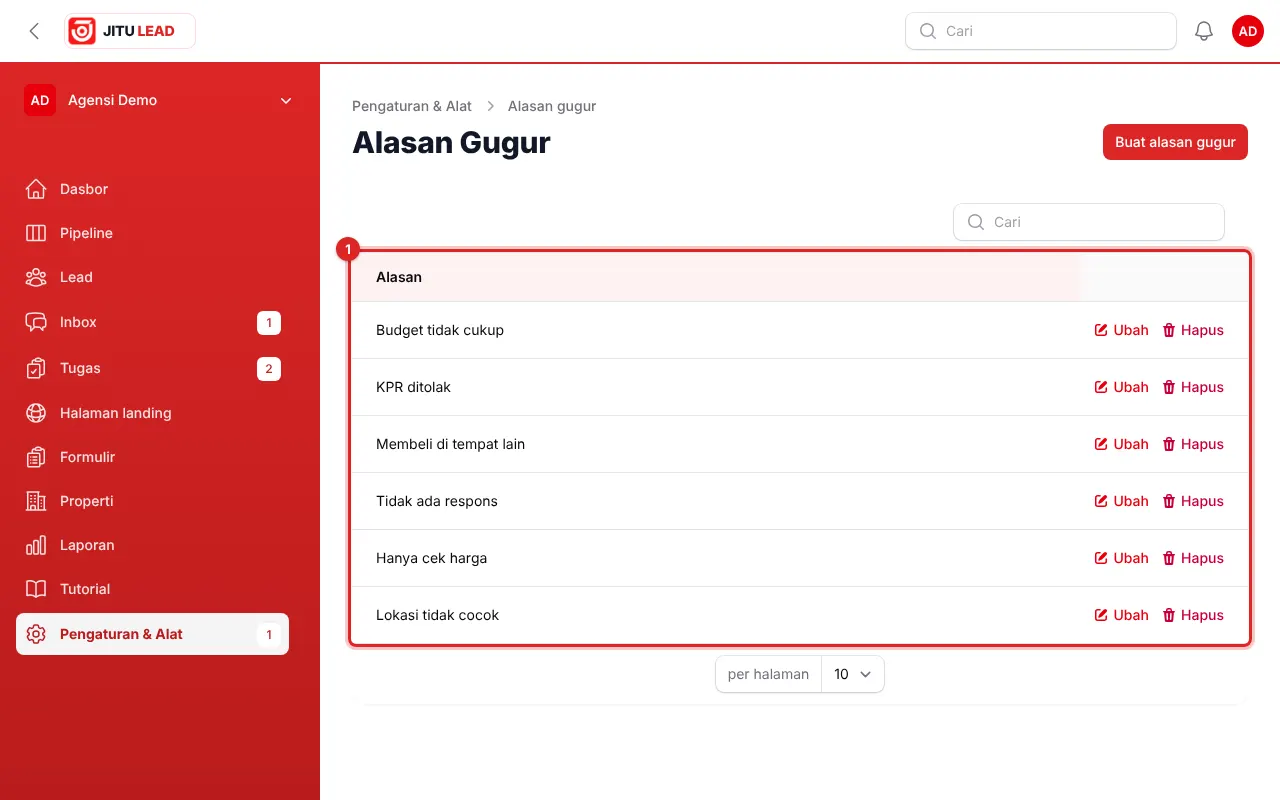 JITU LEAD
Cari
AD
AD
Agensi Demo
Dasbor
Pipeline
Lead
Inbox
1
Tugas
2
Halaman landing
Formulir
Properti
Laporan
Tutorial
Pengaturan & Alat
1
Pengaturan & Alat > Alasan gugur
Alasan Gugur
Buat alasan gugur
Cari
1
Alasan
Budget tidak cukup Ubah Hapus
KPR ditolak Ubah Hapus
Membeli di tempat lain Ubah Hapus
Tidak ada respons Ubah Hapus
Hanya cek harga Ubah Hapus
Lokasi tidak cocok Ubah Hapus
per halaman 10